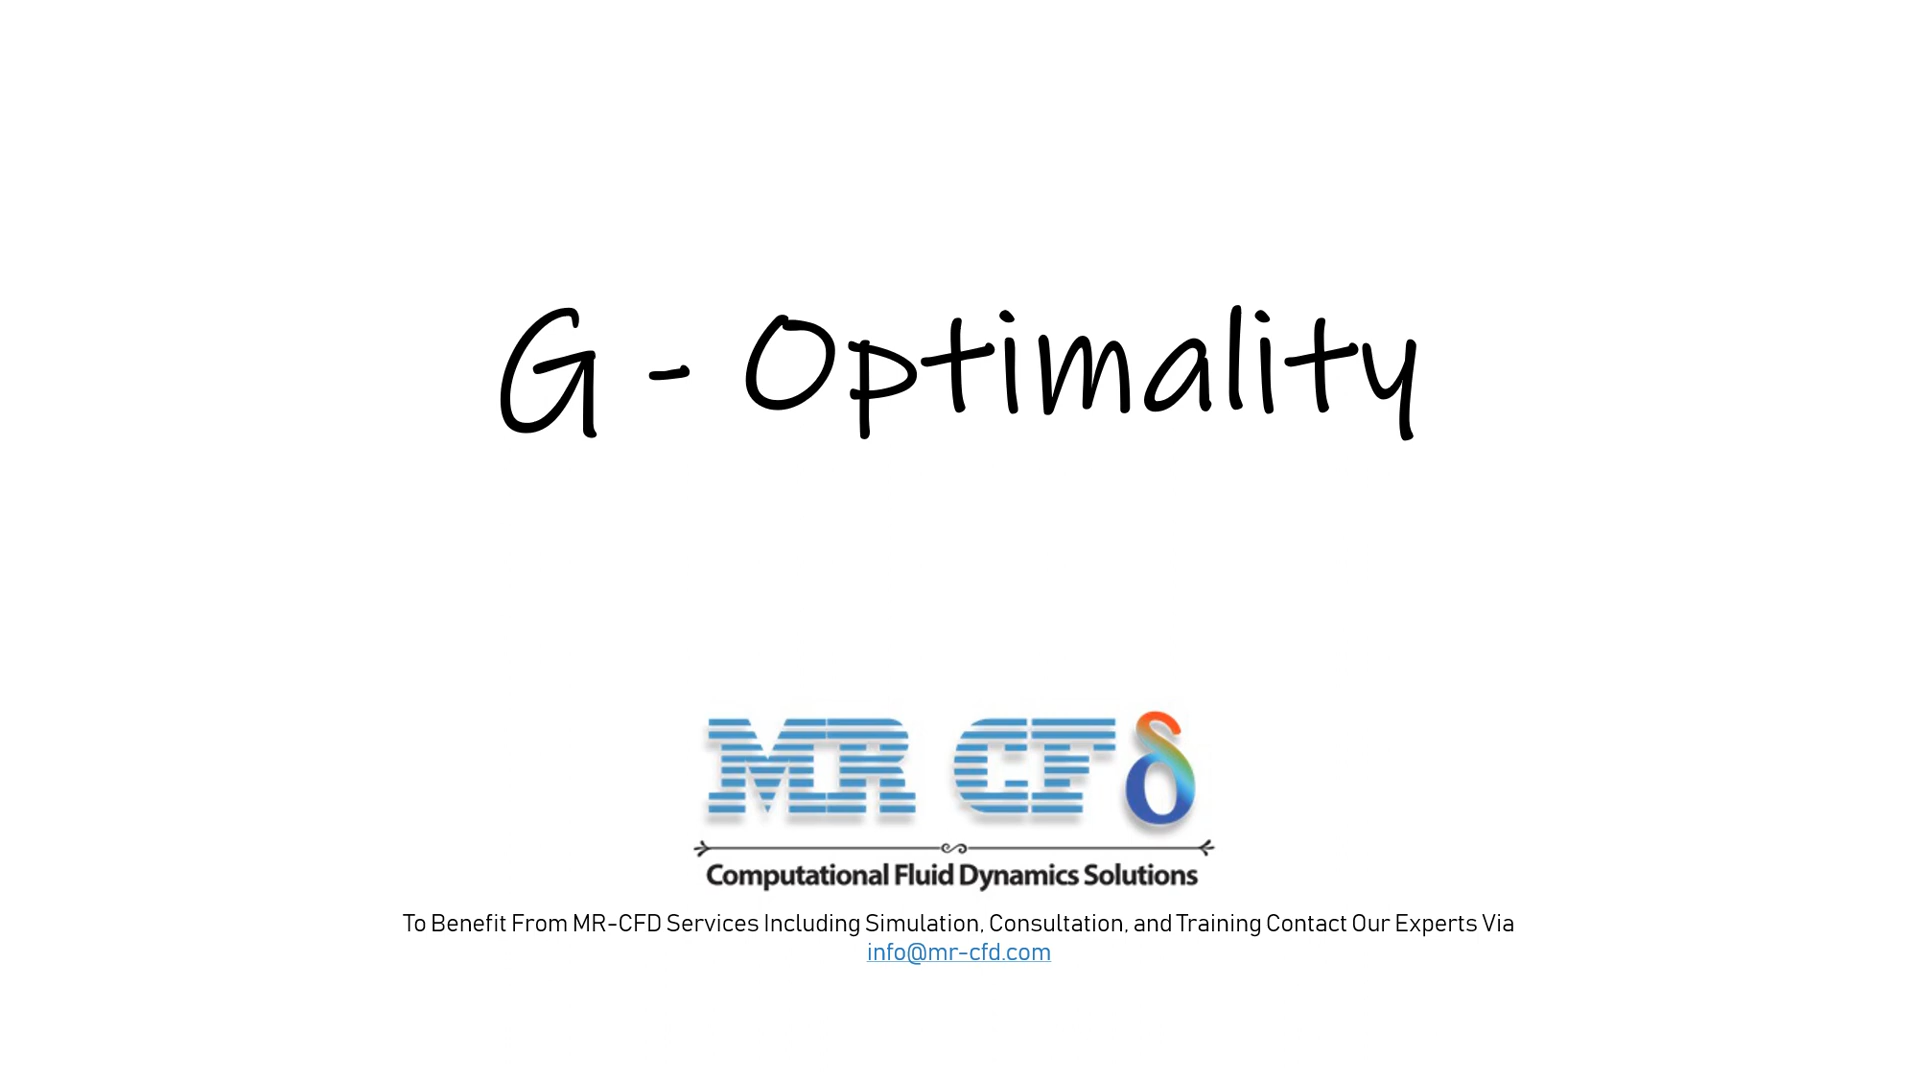 G - Optimality
MR CFδ
Computational Fluid Dynamics Solutions
To Benefit From MR-CFD Services Including Simulation, Consultation, and Training Contact Our Experts Via
info@mr-cfd.com